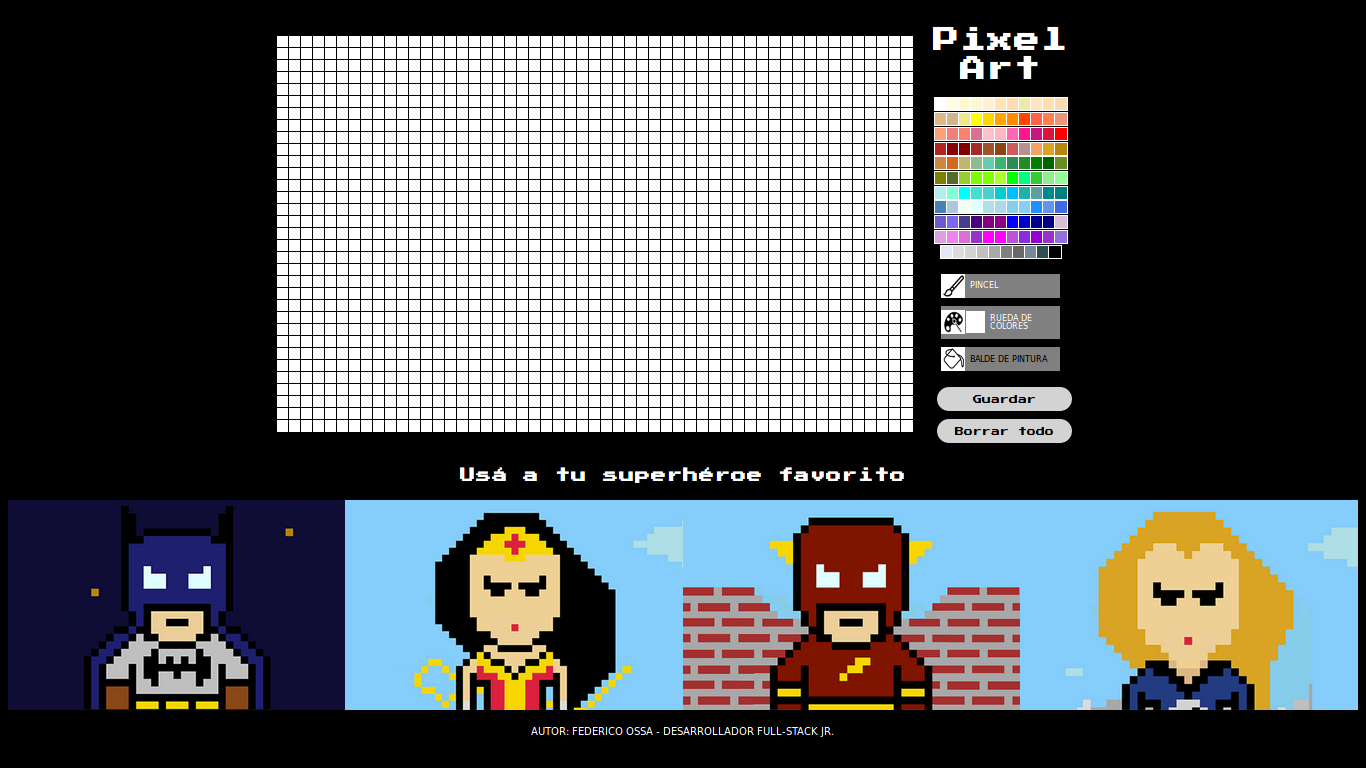 Pixel
Art
PINCEL
RUEDA DE
COLORES
BALDE DE PINTURA
Guardar
Borrar todo
Usá a tu superhéroe favorito
AUTOR: FEDERICO OSSA - DESARROLLADOR FULL-STACK JR.